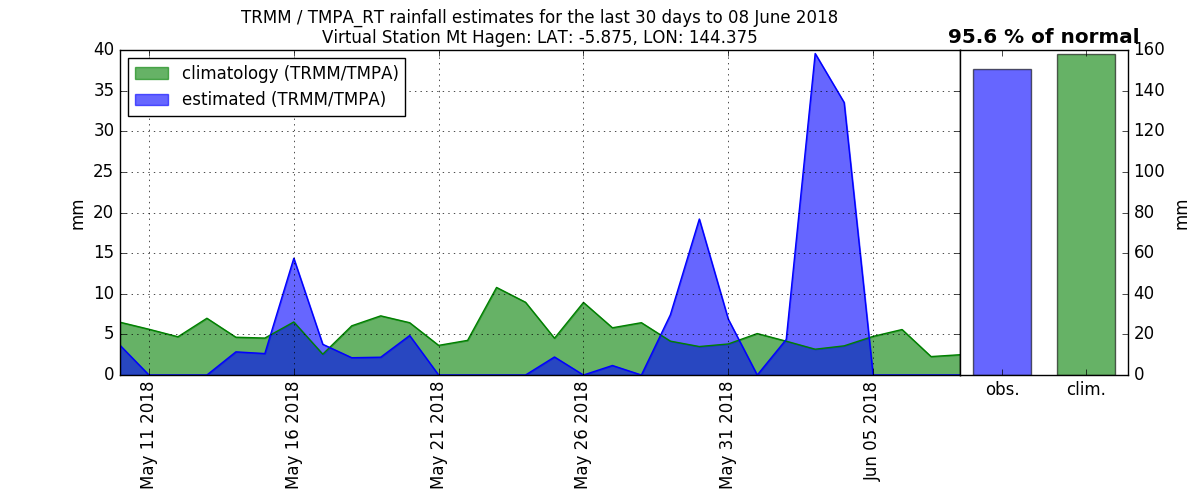 TRMM / TMPA_RT rainfall estimates for the last 30 days to 08 June 2018
Virtual Station Mt Hagen: LAT: -5.875, LON: 144.375
95.6 % of normal
climatology (TRMM/TMPA)
estimated (TRMM/TMPA)
40
35
30
25
20
15
10
5
0
mm
May 11 2018
May 16 2018
May 21 2018
May 26 2018
May 31 2018
Jun 05 2018
obs.
clim.
160
140
120
100
80
60
40
20
0
mm